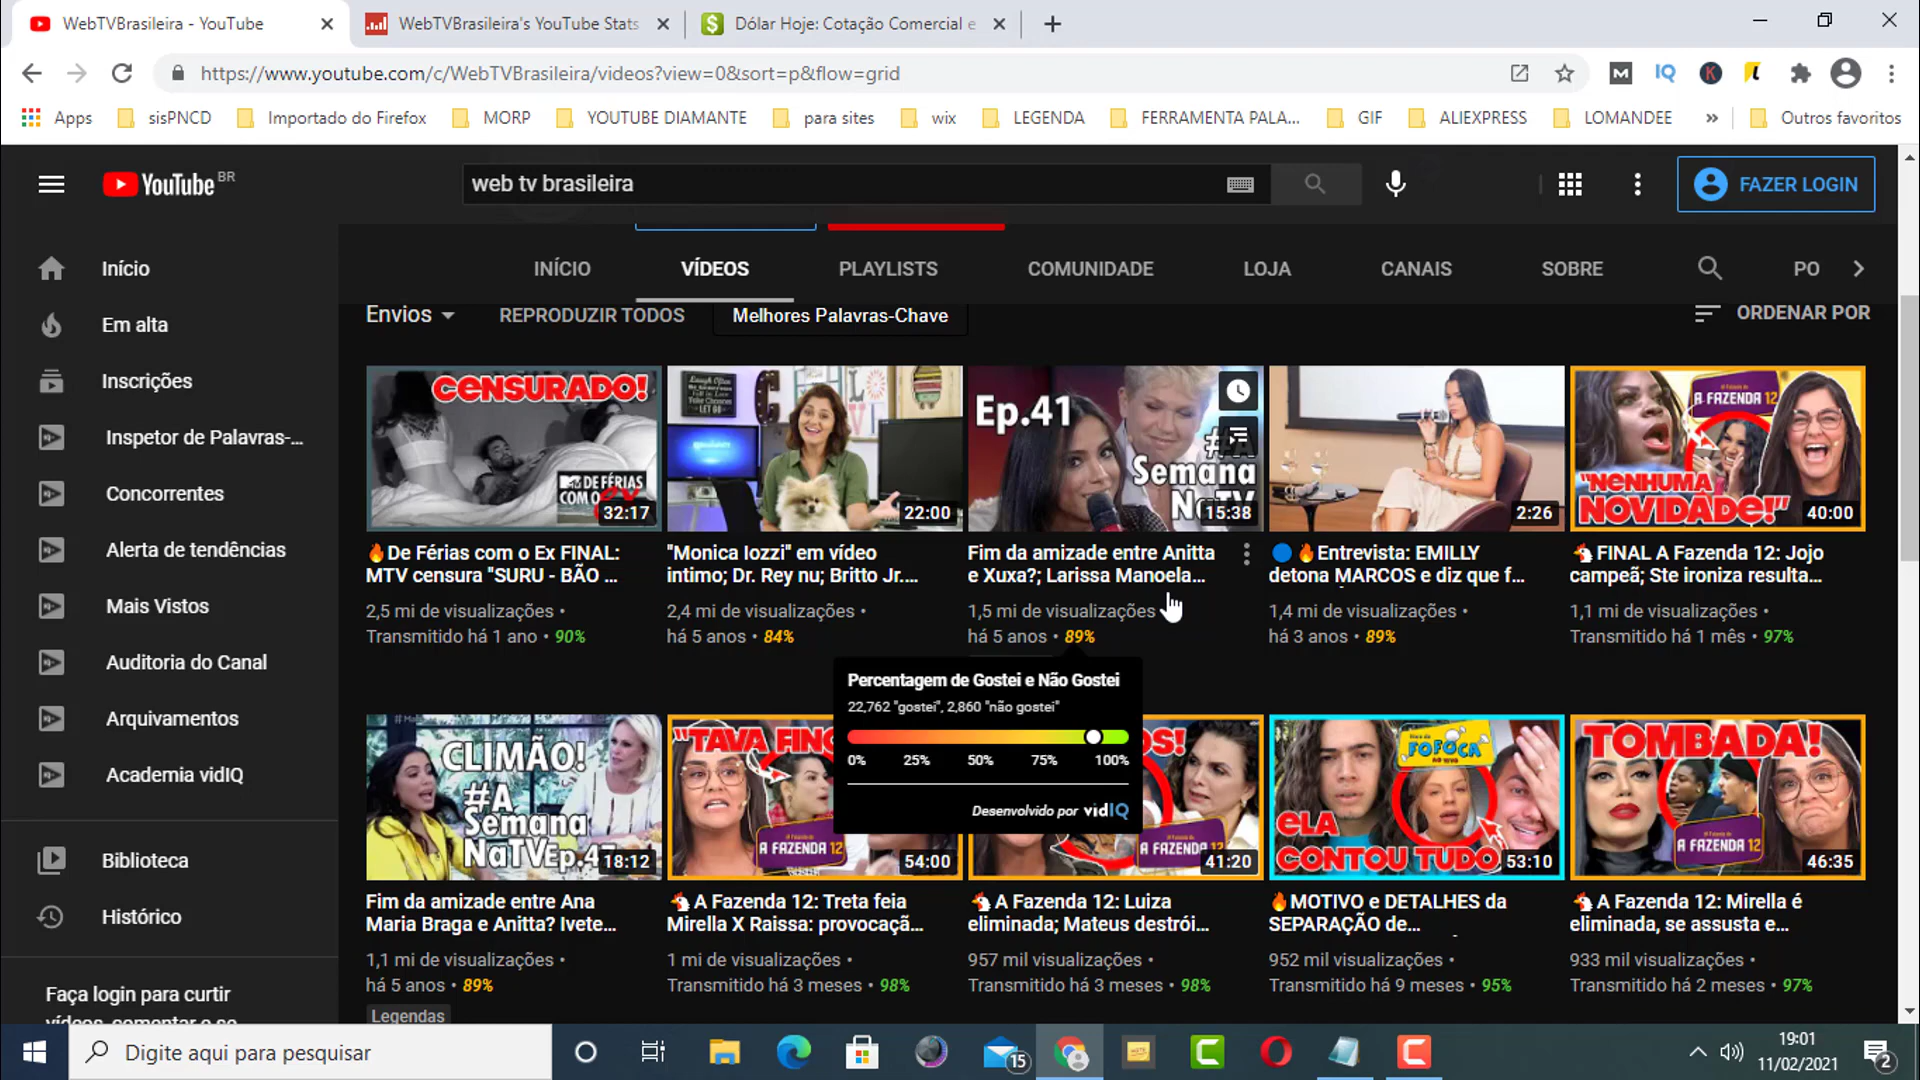 WebTVBrasileira - YouTube
WebTVBrasileira's YouTube Stats
Dólar Hoje: Cotação Comercial e
https://www.youtube.com/c/WebTVBrasileira/videos?view=0&sort=p&flow=grid
Apps
sisPNCD
Importado do Firefox
MORP
YOUTUBE DIAMANTE
para sites
wix
LEGENDA
FERRAMENTA PALA...
GIF
ALIEXPRESS
LOMANDEE
»
Outros favoritos
YouTube BR
web tv brasileira
FAZER LOGIN
INÍCIO
VÍDEOS
PLAYLISTS
COMUNIDADE
LOJA
CANAIS
SOBRE
PO
Início
Em alta
Inscrições
Inspetor de Palavras-...
Concorrentes
Alerta de tendências
Mais Vistos
Auditoria do Canal
Arquivamentos
Academia vidIQ
Biblioteca
Histórico
Faça login para curtir
vídeos, comentar e se
Envios
REPRODUZIR TODOS
Melhores Palavras-Chave
ORDENAR POR
CENSURADO!
MTV DE FÉRIAS
COM O EX
32:17
22:00
Ep.41
#A
Semana
NaTV
15:38
2:26
A FAZENDA 12
"NENHUMA
NOVIDADE!"
40:00
🔥De Férias com o Ex FINAL:
MTV censura "SURU - BÃO ...
2,5 mi de visualizações •
Transmitido há 1 ano • 90%
"Monica Iozzi" em vídeo
intimo; Dr. Rey nu; Britto Jr....
2,4 mi de visualizações •
há 5 anos • 84%
Fim da amizade entre Anitta
e Xuxa?; Larissa Manoela...
1,5 mi de visualizações
há 5 anos • 89%
🔵🔥Entrevista: EMILLY
detona MARCOS e diz que f...
1,4 mi de visualizações •
há 3 anos • 89%
🐔FINAL A Fazenda 12: Jojo
campeã; Ste ironiza resulta...
1,1 mi de visualizações •
Transmitido há 1 mês • 97%
Percentagem de Gostei e Não Gostei
22,762 "gostei", 2,860 "não gostei"
0% 25% 50% 75% 100%
Desenvolvido por vidIQ
CLIMÃO!
#A
Semana
NaTVEp.47
18:12
"TAVA FING
A FAZENDA 12
54:00
OS!
A FAZENDA 12
41:20
FOFOCA
ELA
CONTOU TUDO
53:10
TOMBADA!
A FAZENDA 12
46:35
Fim da amizade entre Ana
Maria Braga e Anitta? Ivete...
1,1 mi de visualizações •
há 5 anos • 89%
Legendas
🐔A Fazenda 12: Treta feia
Mirella X Raissa: provocaçã...
1 mi de visualizações •
Transmitido há 3 meses • 98%
🐔A Fazenda 12: Luiza
eliminada; Mateus destrói...
957 mil visualizações •
Transmitido há 3 meses • 98%
🔥MOTIVO e DETALHES da
SEPARAÇÃO de...
952 mil visualizações •
Transmitido há 9 meses • 95%
🐔A Fazenda 12: Mirella é
eliminada, se assusta e...
933 mil visualizações •
Transmitido há 2 meses • 97%
Digite aqui para pesquisar
15
19:01
11/02/2021
2